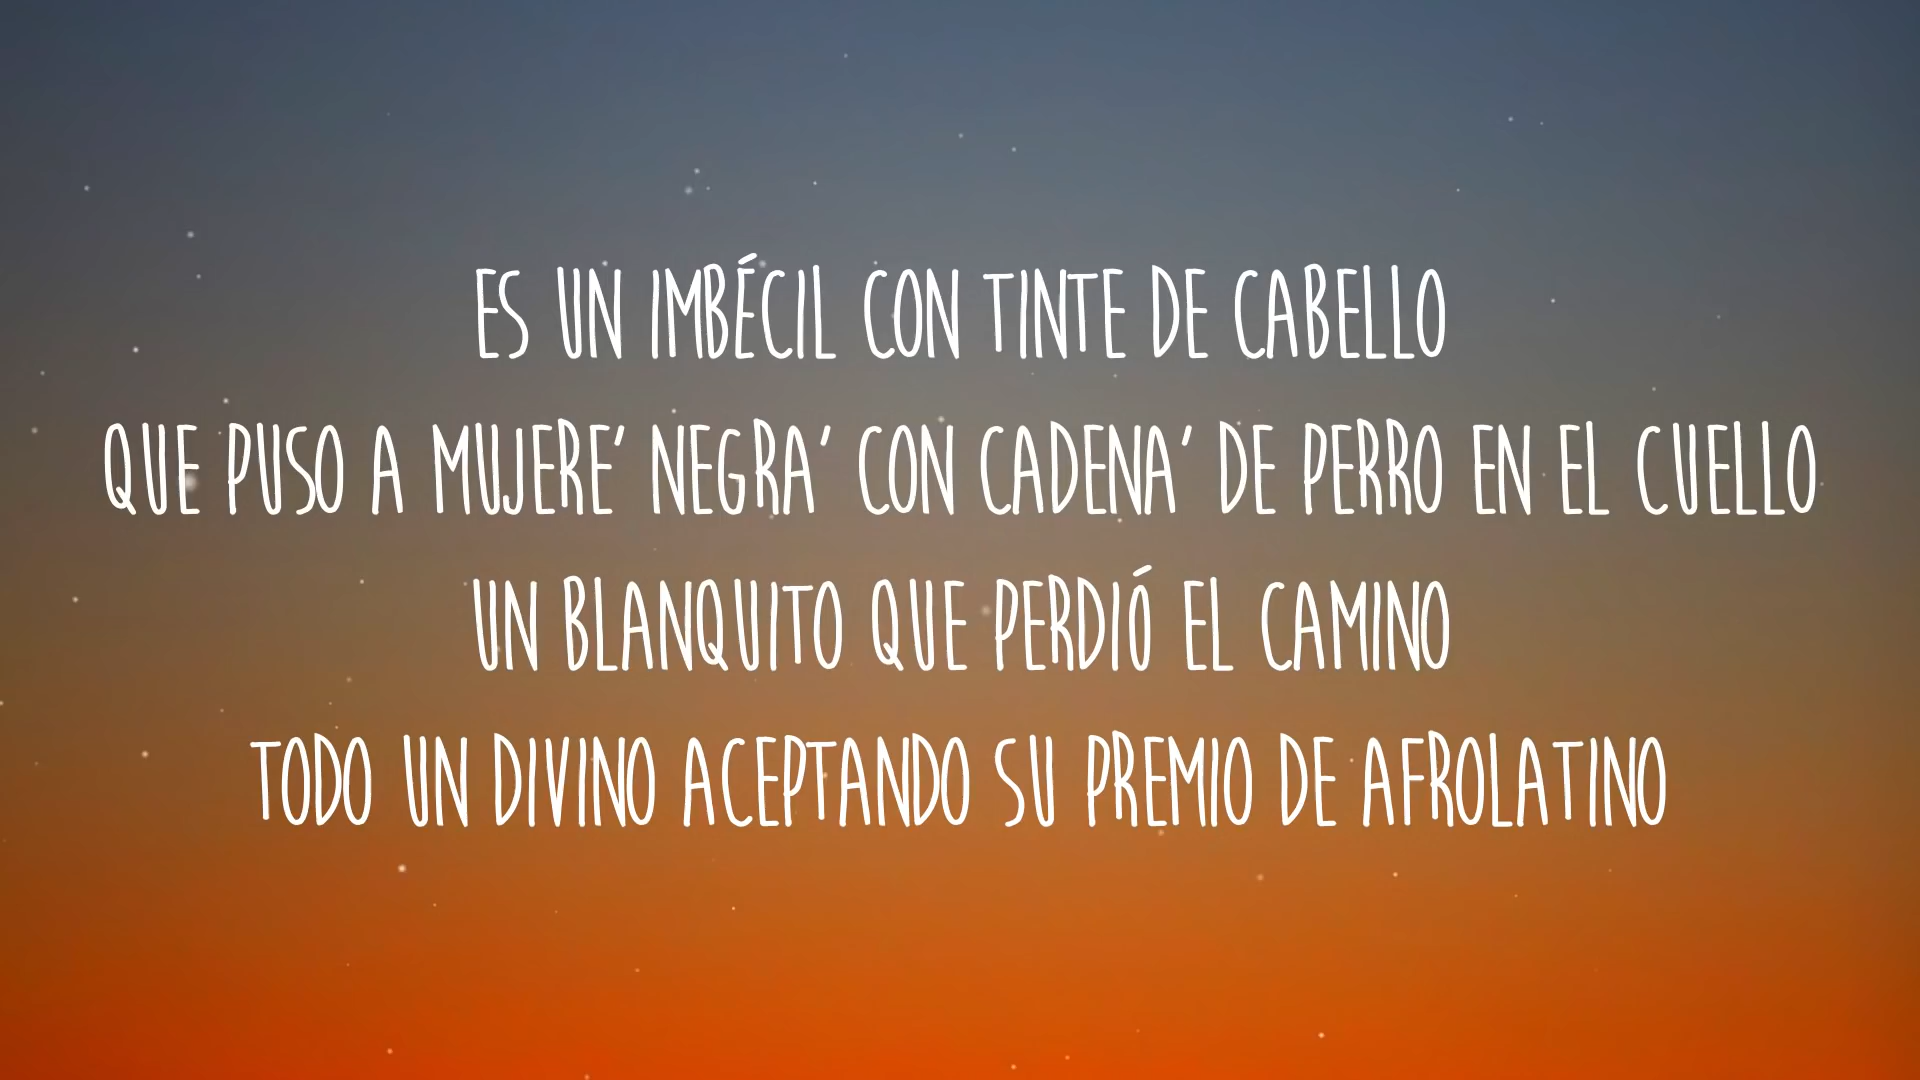 ES UN IMBÉCIL CON TINTE DE CABELLO
QUE PUSO A MUJERE' NEGRA' CON CADENA' DE PERRO EN EL CUELLO
UN BLANQUITO QUE PERDIÓ EL CAMINO
TODO UN DIVINO ACEPTANDO SU PREMIO DE AFROLATINO